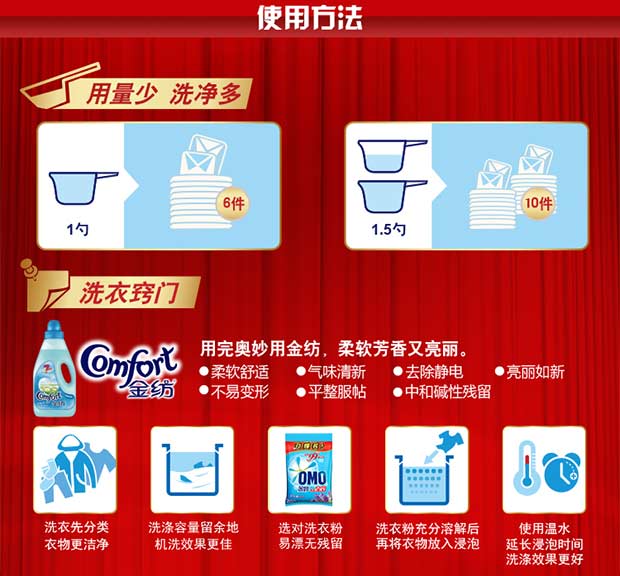 使用方法
用量少 洗净多
1勺
6件
1.5勺
10件
洗衣窍门
Comfort
金纺
用完奥妙用金纺，柔软芳香又亮丽。
●柔软舒适 ●气味清新 ●去除静电 ●亮丽如新
●不易变形 ●平整服帖 ●中和碱性残留
Comfort
OMO
洗衣先分类
衣物更洁净
洗涤容量留余地
机洗效果更佳
选对洗衣粉
易漂无残留
洗衣粉充分溶解后
再将衣物放入浸泡
使用温水
延长浸泡时间
洗涤效果更好